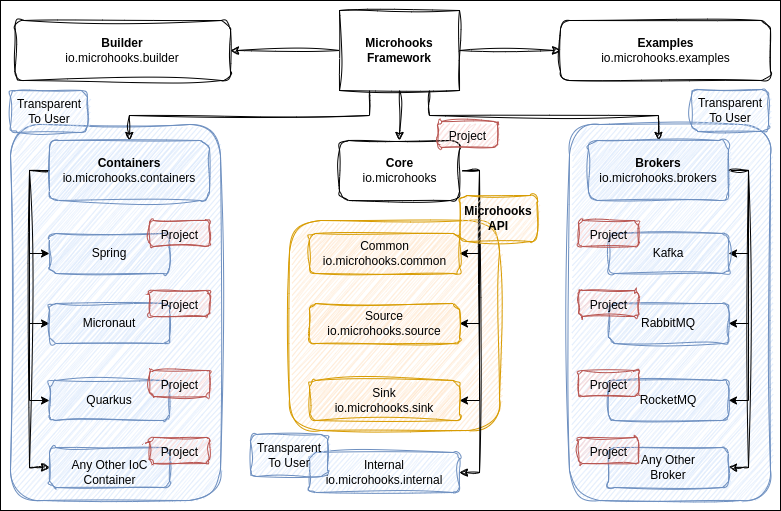 Builder
io.microhooks.builder
Microhooks
Framework
Examples
io.microhooks.examples
Transparent
To User
Project
Transparent
To User
Containers
io.microhooks.containers
Core
io.microhooks
Brokers
io.microhooks.brokers
Microhooks
API
Project
Spring
Common
io.microhooks.common
Project
Kafka
Project
Micronaut
Source
io.microhooks.source
Project
RabbitMQ
Project
Quarkus
Sink
io.microhooks.sink
Project
RocketMQ
Project
Any Other IoC
Container
Transparent
To User
Internal
io.microhooks.internal
Project
Any Other
Broker